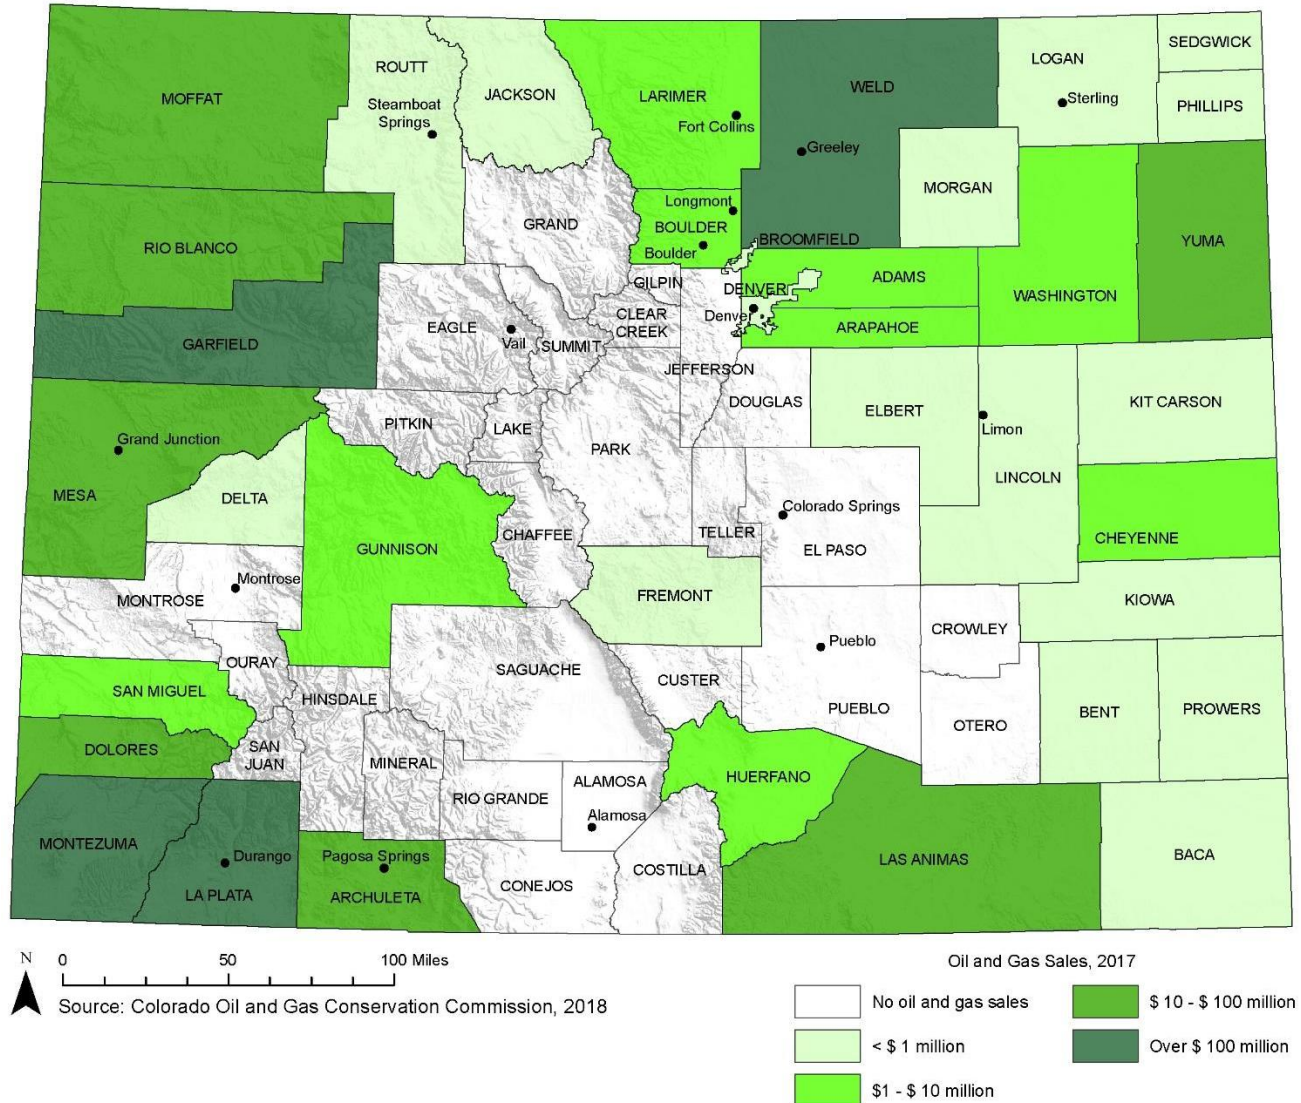 MOFFAT
ROUTT
Steamboat
Springs
JACKSON
LARIMER
Fort Collins
WELD
Greeley
LOGAN
Sterling
SEDGWICK
PHILLIPS
MORGAN
RIO BLANCO
GRAND
Longmont
BOULDER
Boulder
BROOMFIELD
YUMA
ADAMS
WASHINGTON
GARFIELD
EAGLE
Vail
SUMMIT
GILPIN
CLEAR
CREEK
DENVER
Denver
ARAPAHOE
JEFFERSON
DOUGLAS
ELBERT
Limon
KIT CARSON
Grand Junction
MESA
PITKIN
LAKE
PARK
LINCOLN
DELTA
GUNNISON
CHAFFEE
TELLER
Colorado Springs
EL PASO
CHEYENNE
Montrose
MONTROSE
FREMONT
KIOWA
OURAY
SAGUACHE
CUSTER
Pueblo
PUEBLO
CROWLEY
SAN MIGUEL
HINSDALE
OTERO
BENT
PROWERS
DOLORES
SAN
JUAN
MINERAL
RIO GRANDE
ALAMOSA
Alamosa
HUERFANO
MONTEZUMA
Durango
LA PLATA
Pagosa Springs
ARCHULETA
CONEJOS
COSTILLA
LAS ANIMAS
BACA
N
0 50 100 Miles
Source: Colorado Oil and Gas Conservation Commission, 2018
Oil and Gas Sales, 2017
No oil and gas sales
< $ 1 million
$1 - $ 10 million
$ 10 - $ 100 million
Over $ 100 million